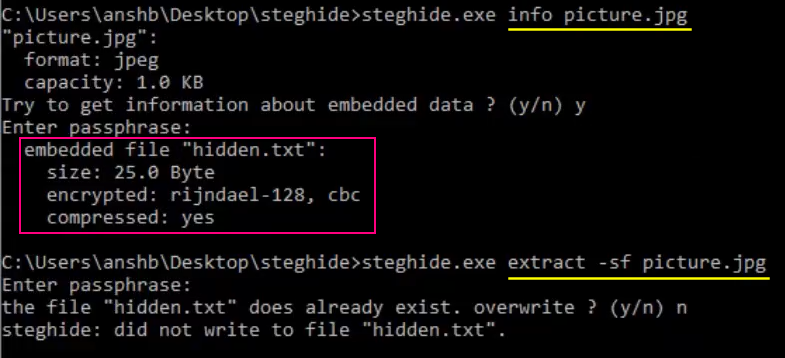 C:\Users\anshb\Desktop\steghide>steghide.exe info picture.jpg
"picture.jpg":
  format: jpeg
  capacity: 1.0 KB
Try to get information about embedded data ? (y/n) y
Enter passphrase:
  embedded file "hidden.txt":
    size: 25.0 Byte
    encrypted: rijndael-128, cbc
    compressed: yes
C:\Users\anshb\Desktop\steghide>steghide.exe extract -sf picture.jpg
Enter passphrase:
the file "hidden.txt" does already exist. overwrite ? (y/n) n
steghide: did not write to file "hidden.txt".